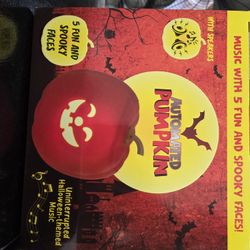 5 FUN AND
SPOOKY
FACES
WITH SPEAKERS
AUTOMATED
PUMPKIN
Uninterrupted
Halloween-themed
Music
MUSIC WITH 5 FUN AND SPOOKY FACES!